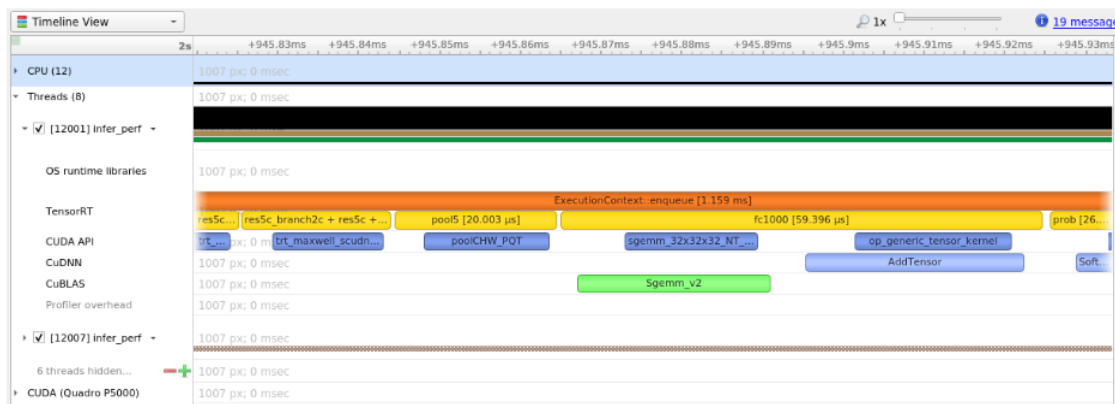 Timeline View 1x 19 message
2s +945.83ms +945.84ms +945.85ms +945.86ms +945.87ms +945.88ms +945.89ms +945.9ms +945.91ms +945.92ms +945.93ms
CPU (12) 1007 px; 0 msec
Threads (8) 1007 px; 0 msec
[12001] infer_perf
OS runtime libraries 1007 px; 0 msec
ExecutionContext::enqueue [1.159 ms]
TensorRT
res5c... res5c_branch2c + res5c +... pool5 [20.003 µs] fc1000 [59.396 µs] prob [26....
CUDA API trt_... px; 0 m trt_maxwell_scudn... poolCHW_PQT sgemm_32x32x32_NT_... op_generic_tensor_kernel
CuDNN 1007 px; 0 msec AddTensor Soft...
CuBLAS 1007 px; 0 msec Sgemm_v2
Profiler overhead 1007 px; 0 msec
[12007] infer_perf 1007 px; 0 msec
6 threads hidden... 1007 px; 0 msec
CUDA (Quadro P5000) 1007 px; 0 msec